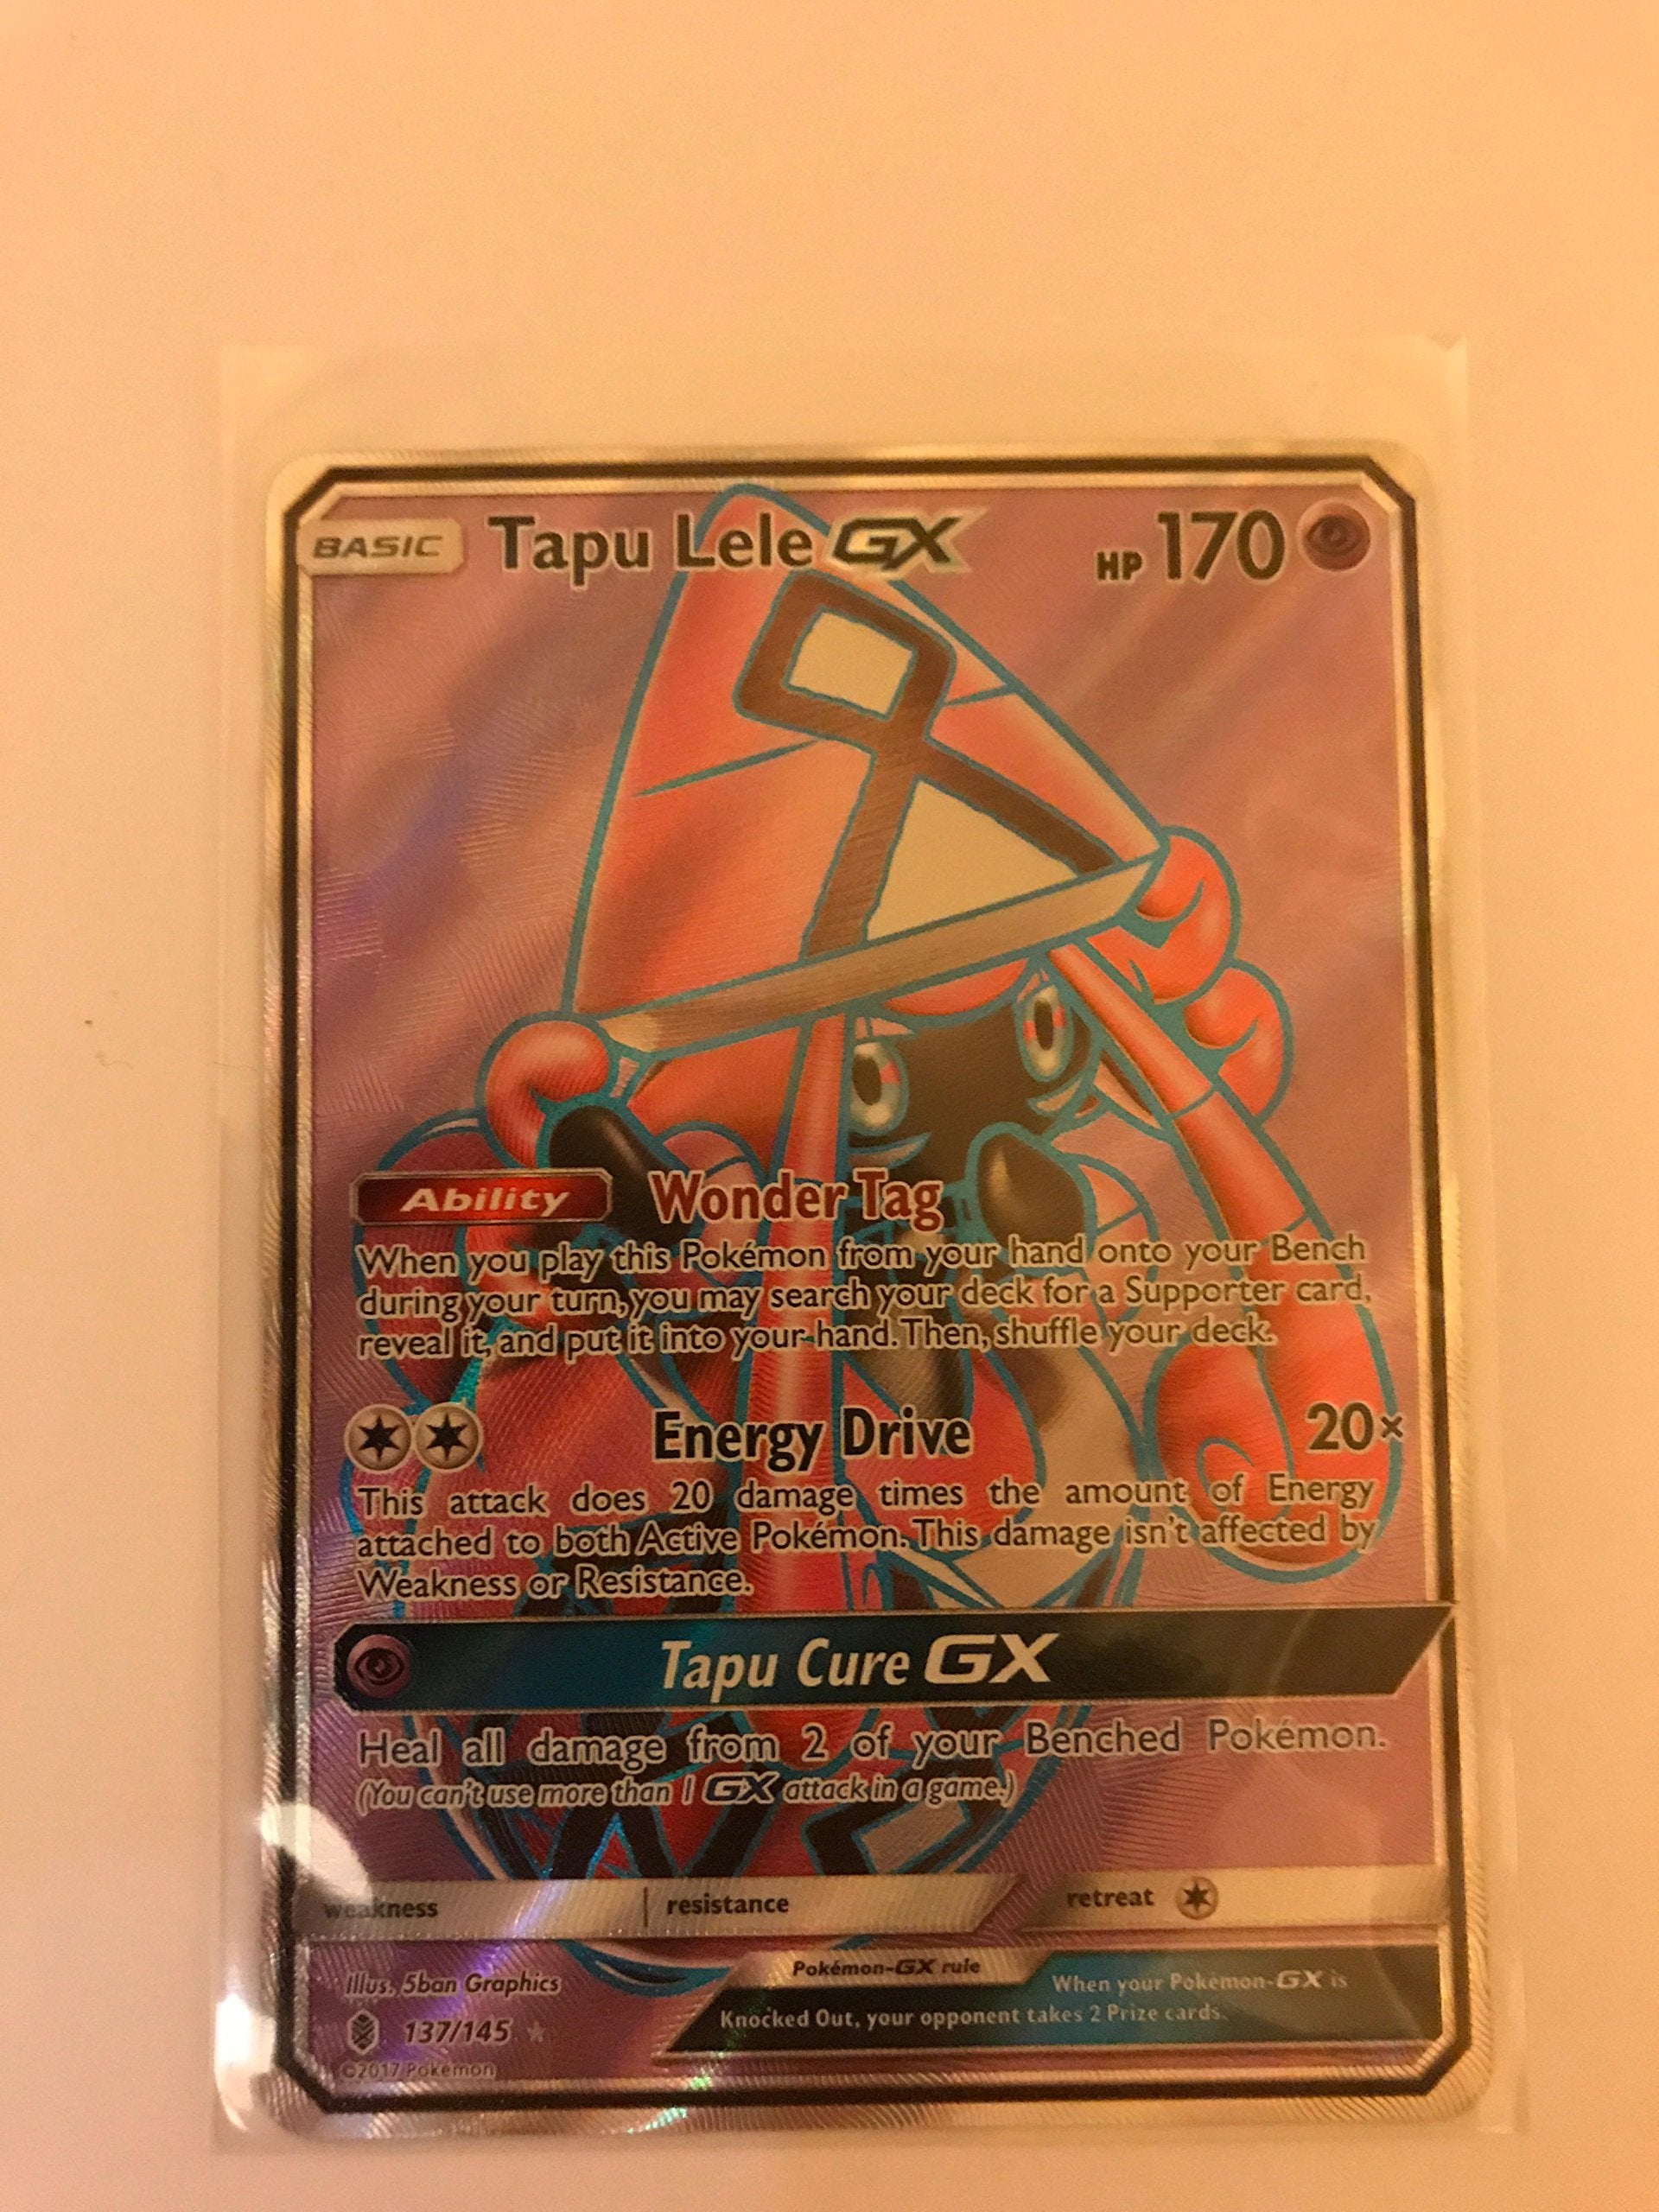 BASIC Tapu Lele GX HP 170
Ability Wonder Tag
When you play this Pokémon from your hand onto your Bench
during your turn, you may search your deck for a Supporter card,
reveal it, and put it into your hand. Then, shuffle your deck.
Energy Drive 20×
This attack does 20 damage times the amount of Energy
attached to both Active Pokémon. This damage isn't affected by
Weakness or Resistance.
Tapu Cure GX
Heal all damage from 2 of your Benched Pokémon.
(You can't use more than 1 GX attack in a game.)
weakness resistance retreat
Illus. 5ban Graphics
Pokémon-GX rule
When your Pokémon-GX is
Knocked Out, your opponent takes 2 Prize cards.
137/145
©2017 Pokémon